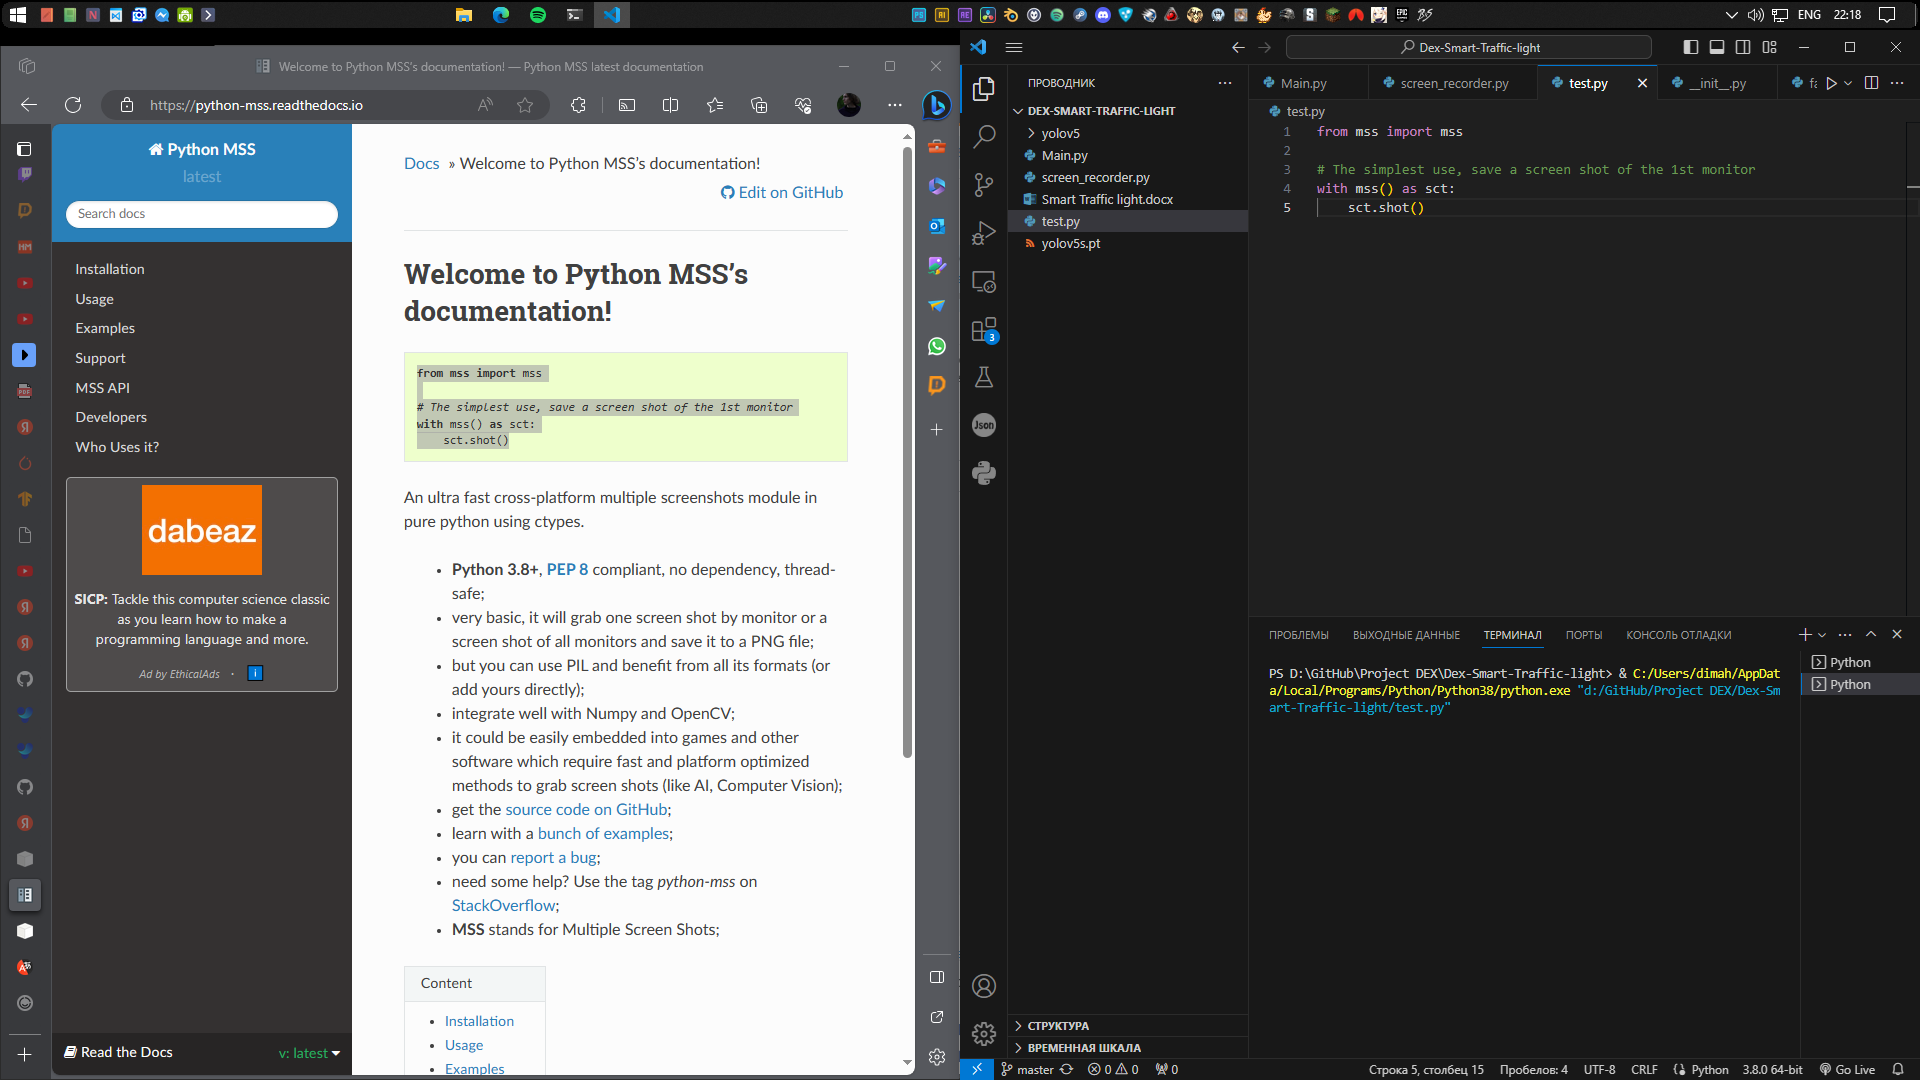 ENG
22:18
Welcome to Python MSS's documentation! — Python MSS latest documentation
https://python-mss.readthedocs.io
Python MSS
latest
Search docs
Installation
Usage
Examples
Support
MSS API
Developers
Who Uses it?
dabeaz
SICP: Tackle this computer science classic
as you learn how to make a
programming language and more.
Ad by EthicalAds ·
Read the Docs
v: latest
Docs » Welcome to Python MSS's documentation!
Edit on GitHub
Welcome to Python MSS's
documentation!
from mss import mss
# The simplest use, save a screen shot of the 1st monitor
with mss() as sct:
sct.shot()
An ultra fast cross-platform multiple screenshots module in
pure python using ctypes.
• Python 3.8+, PEP 8 compliant, no dependency, thread-
safe;
• very basic, it will grab one screen shot by monitor or a
screen shot of all monitors and save it to a PNG file;
• but you can use PIL and benefit from all its formats (or
add yours directly);
• integrate well with Numpy and OpenCV;
• it could be easily embedded into games and other
software which require fast and platform optimized
methods to grab screen shots (like AI, Computer Vision);
• get the source code on GitHub;
• learn with a bunch of examples;
• you can report a bug;
• need some help? Use the tag python-mss on
StackOverflow;
• MSS stands for Multiple Screen Shots;
Content
• Installation
• Usage
• Examples
Dex-Smart-Traffic-light
ПРОВОДНИК
DEX-SMART-TRAFFIC-LIGHT
yolov5
Main.py
screen_recorder.py
Smart Traffic light.docx
test.py
yolov5s.pt
3
Json
СТРУКТУРА
ВРЕМЕННАЯ ШКАЛА
Main.py
screen_recorder.py
test.py
__init__.py
test.py
1 from mss import mss
2
3 # The simplest use, save a screen shot of the 1st monitor
4 with mss() as sct:
5 sct.shot()
ПРОБЛЕМЫ ВЫХОДНЫЕ ДАННЫЕ ТЕРМИНАЛ ПОРТЫ КОНСОЛЬ ОТЛАДКИ
PS D:\GitHub\Project DEX\Dex-Smart-Traffic-light> & C:/Users/dimah/AppDat
a/Local/Programs/Python/Python38/python.exe "d:/GitHub/Project DEX/Dex-Sm
art-Traffic-light/test.py"
Python
Python
master
0 0
0
Строка 5, столбец 15
Пробелов: 4
UTF-8
CRLF
Python
3.8.0 64-bit
Go Live